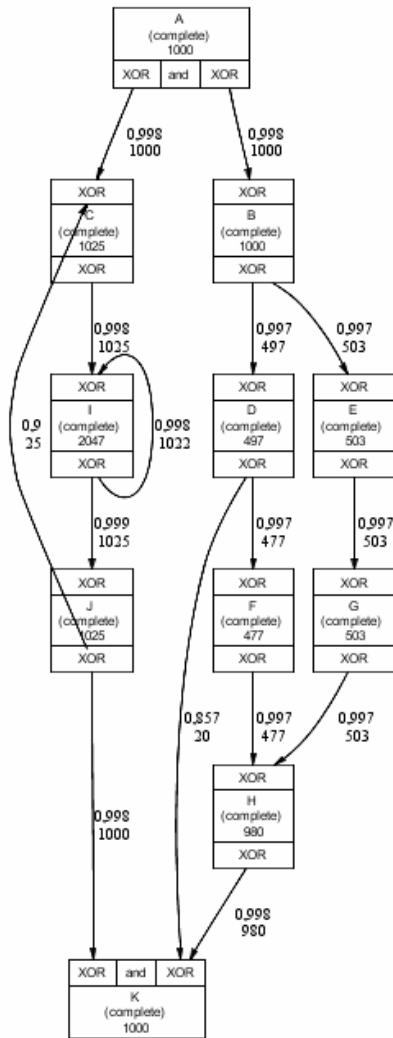 A
(complete)
1000
XOR and XOR
0,998
1000
0,998
1000
XOR
C
(complete)
1025
XOR
XOR
B
(complete)
1000
XOR
0,998
1025
0,997
497
0,997
503
XOR
I
(complete)
2047
XOR
0,998
1022
XOR
D
(complete)
497
XOR
XOR
E
(complete)
503
XOR
0,9
25
0,999
1025
0,997
477
0,997
503
XOR
J
(complete)
1025
XOR
XOR
F
(complete)
477
XOR
XOR
G
(complete)
503
XOR
0,857
20
0,997
477
0,997
503
XOR
H
(complete)
980
XOR
0,998
1000
0,998
980
XOR and XOR
K
(complete)
1000